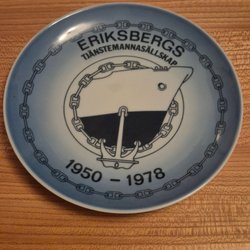 ERIKSBERGS
TJÄNSTEMANNASÄLLSKAP
1950 - 1978